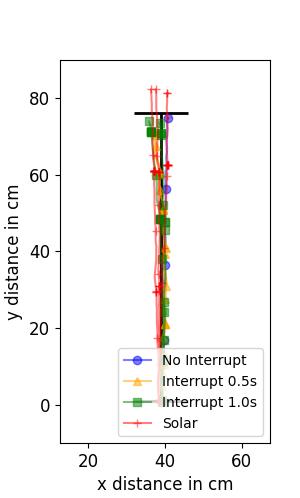 80
60
40
20
0
y distance in cm
No Interrupt
Interrupt 0.5s
Interrupt 1.0s
Solar
20 40 60
x distance in cm